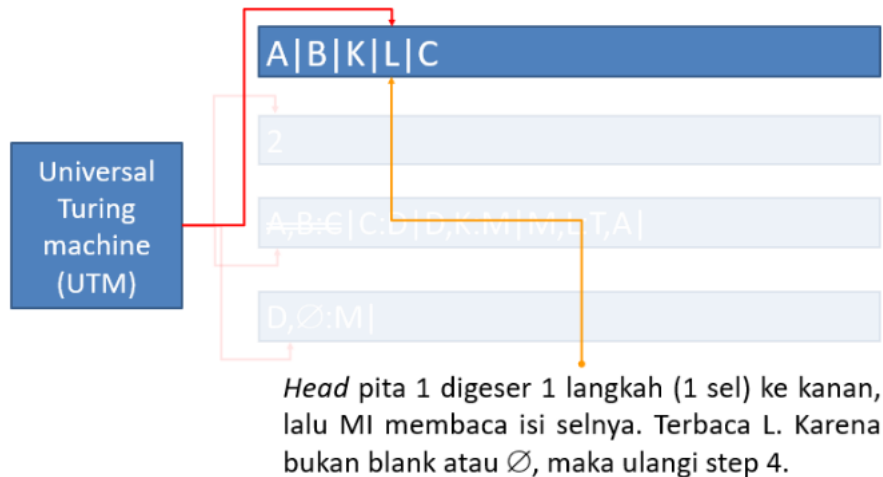 A|B|K|L|C
2
Universal
Turing
machine
(UTM)
A,B:C|C:D|D,K:M|M,L:T,A|
D,∅:M|
Head pita 1 digeser 1 langkah (1 sel) ke kanan,
lalu MI membaca isi selnya. Terbaca L. Karena
bukan blank atau ∅, maka ulangi step 4.